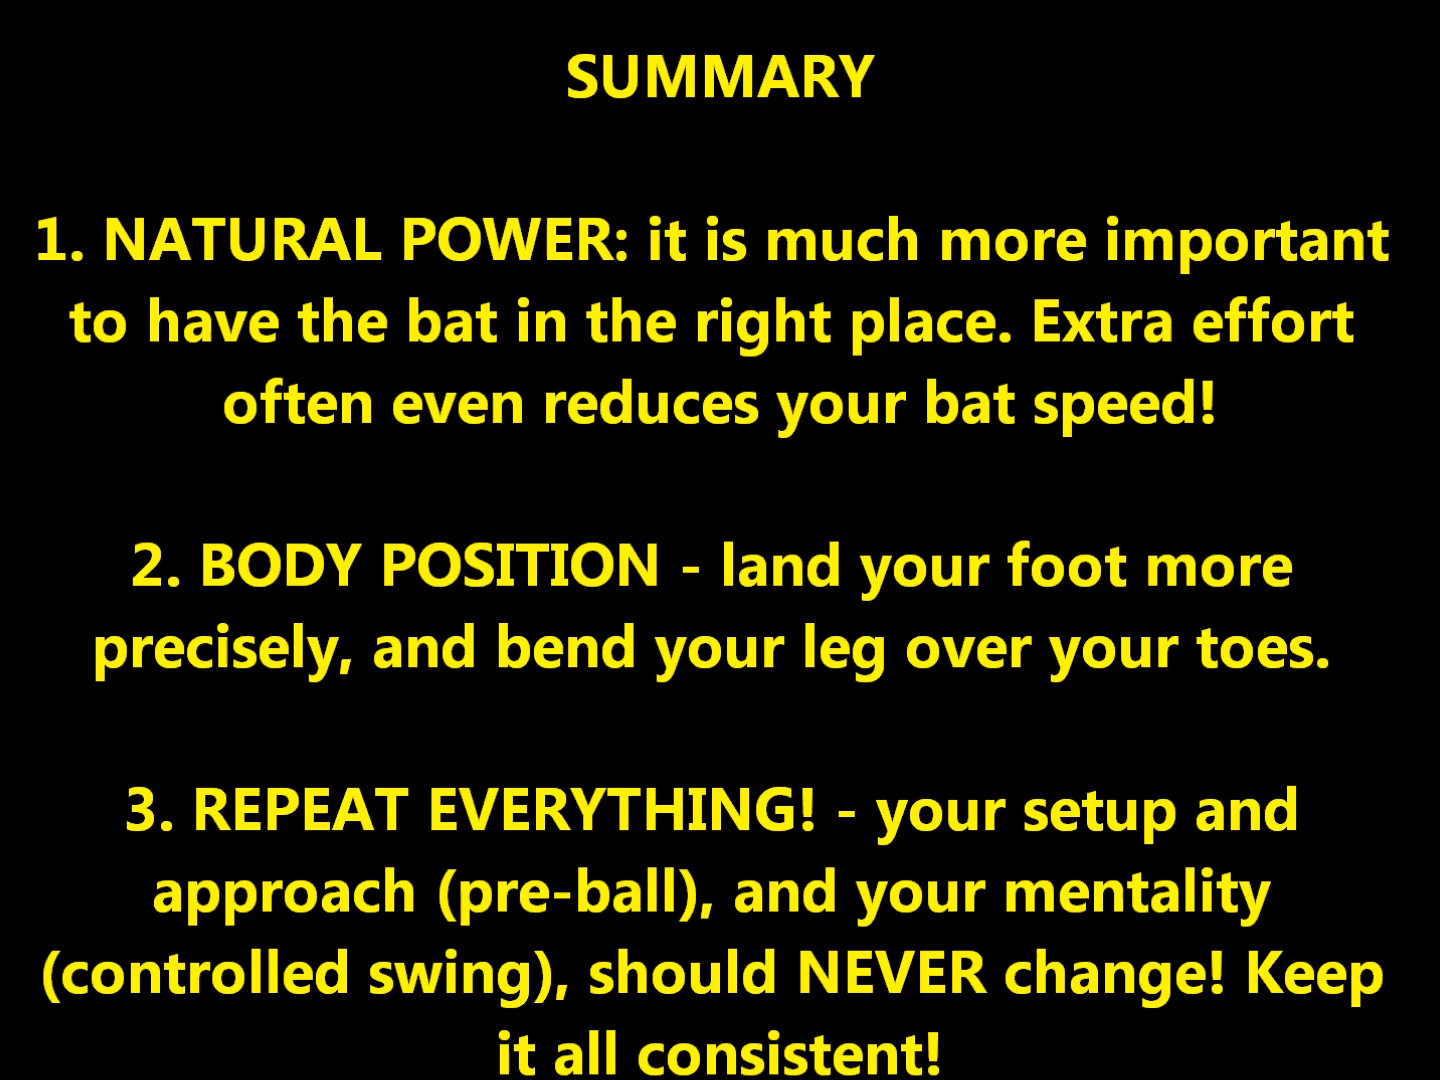 SUMMARY
1. NATURAL POWER: it is much more important
to have the bat in the right place. Extra effort
often even reduces your bat speed!
2. BODY POSITION - land your foot more
precisely, and bend your leg over your toes.
3. REPEAT EVERYTHING! - your setup and
approach (pre-ball), and your mentality
(controlled swing), should NEVER change! Keep
it all consistent!